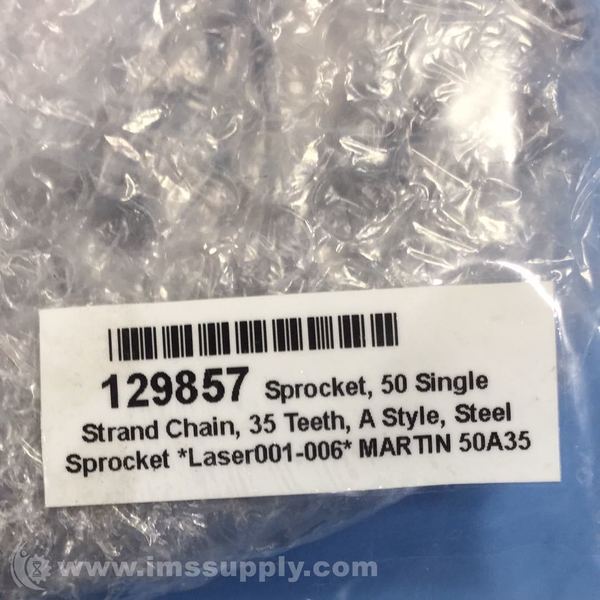 129857 Sprocket, 50 Single
Strand Chain, 35 Teeth, A Style, Steel
Sprocket *Laser001-006* MARTIN 50A35
www.imssupply.com